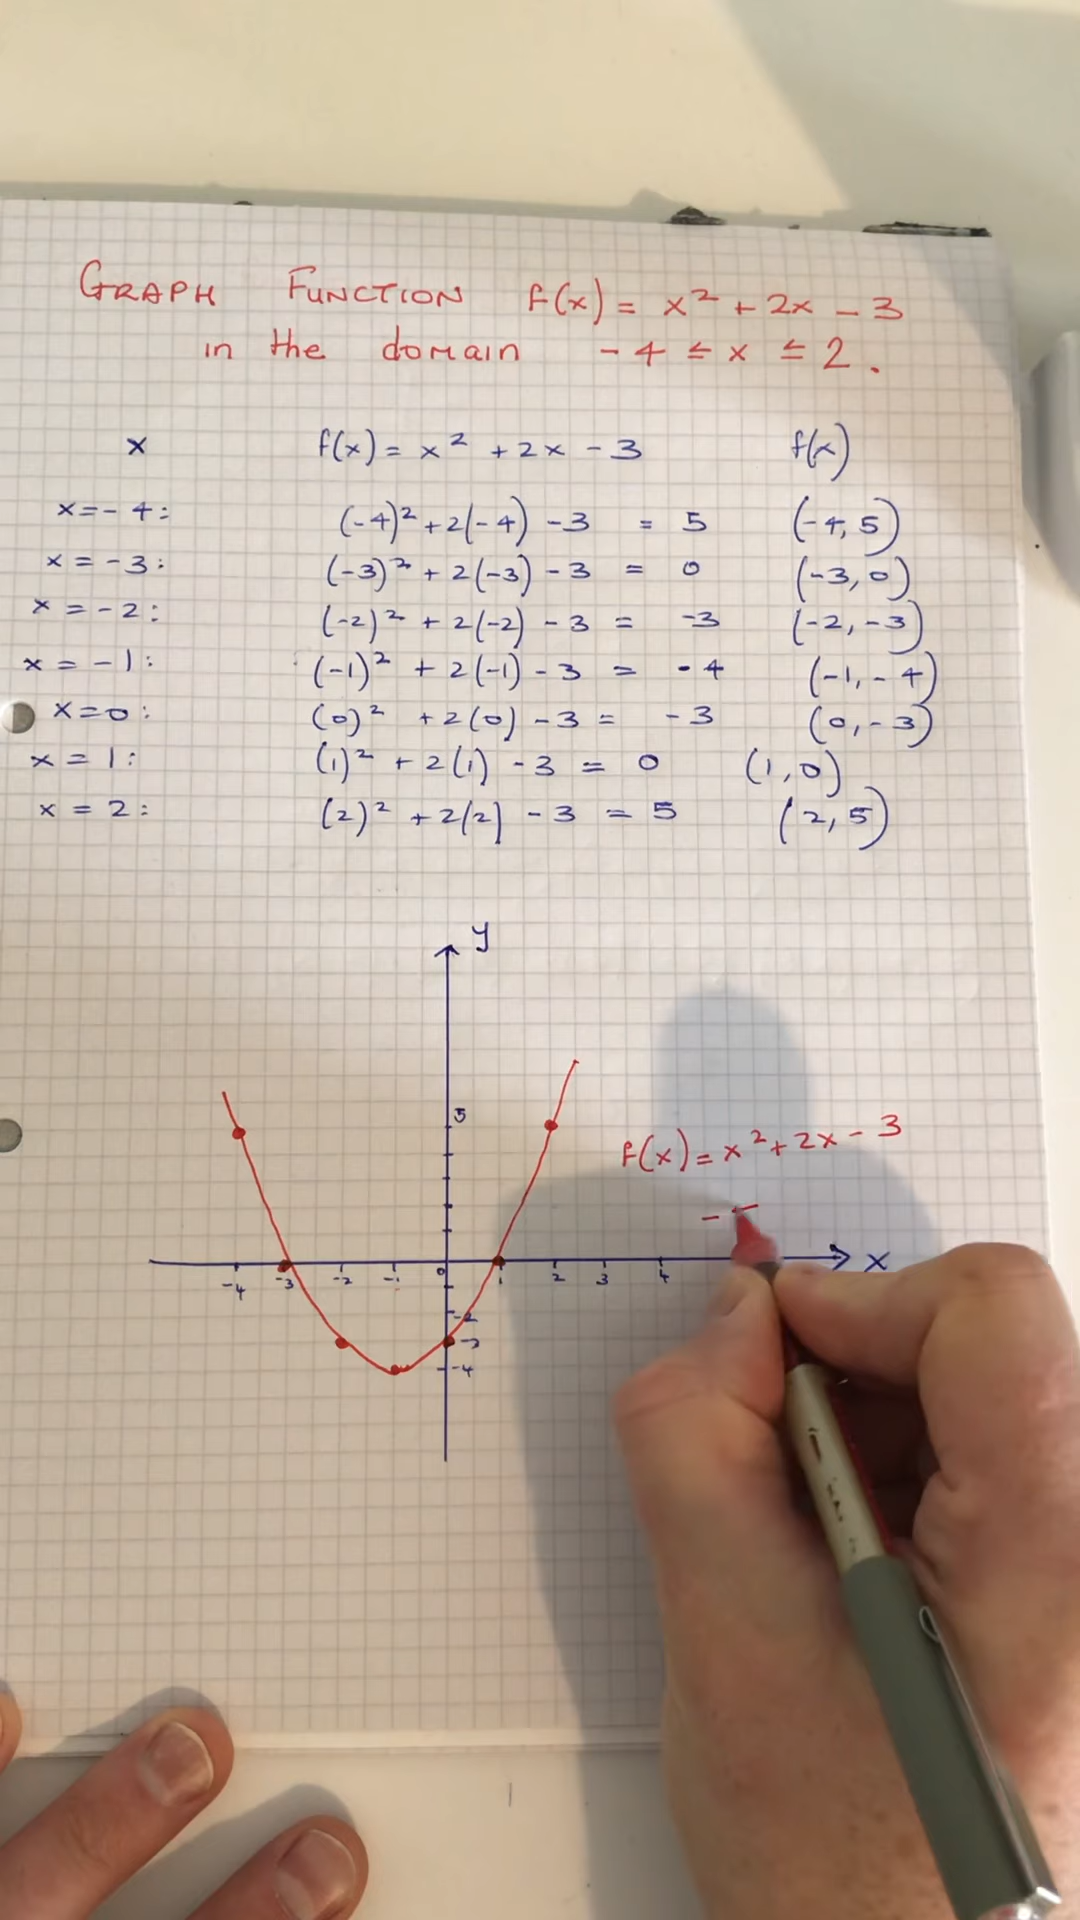 GRAPH FUNCTION f(x) = x² + 2x - 3
in the domain -4 ≤ x ≤ 2.
x f(x) = x² + 2x - 3 f(x)
x = -4: (-4)² + 2(-4) - 3 = 5 (-4, 5)
x = -3: (-3)² + 2(-3) - 3 = 0 (-3, 0)
x = -2: (-2)² + 2(-2) - 3 = -3 (-2, -3)
x = -1: (-1)² + 2(-1) - 3 = -4 (-1, -4)
x = 0: (0)² + 2(0) - 3 = -3 (0, -3)
x = 1: (1)² + 2(1) - 3 = 0 (1, 0)
x = 2: (2)² + 2(2) - 3 = 5 (2, 5)
y
5
f(x) = x² + 2x - 3
-4 -3 -2 -1 0 1 2 3 4 x
-2
-3
-4